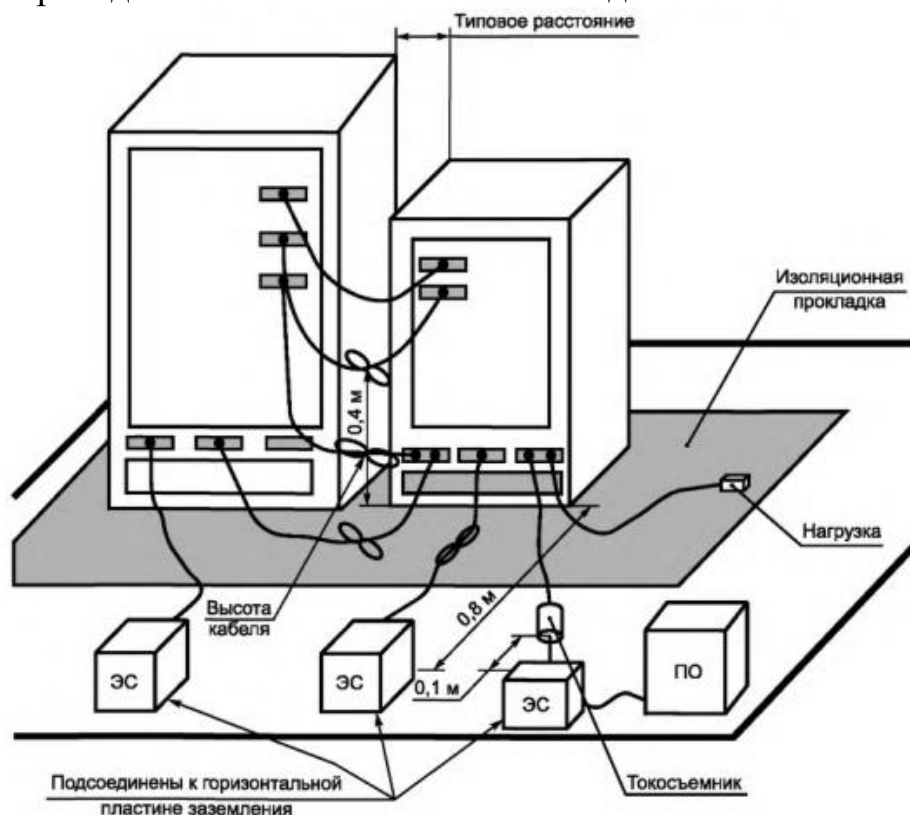 Типовое расстояние
Изоляционная
прокладка
0,4 м
Нагрузка
Высота
кабеля
0,8 м
ЭС
ЭС
0,1 м
ЭС
ПО
Подсоединены к горизонтальной
пластине заземления
Токосъемник